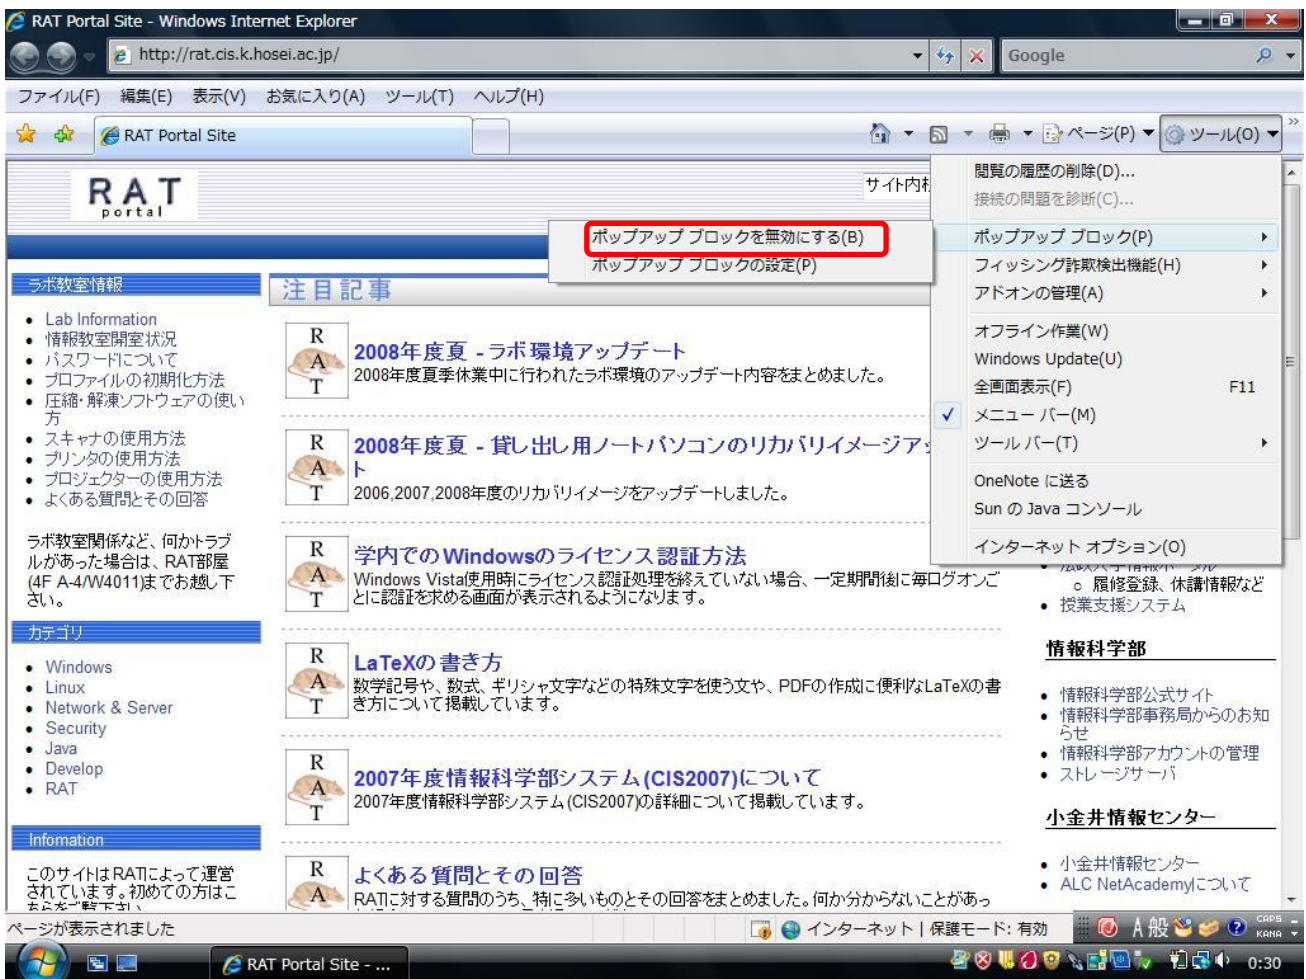 RAT Portal Site - Windows Internet Explorer
http://rat.cis.k.hosei.ac.jp/
Google
ファイル(F) 編集(E) 表示(V) お気に入り(A) ツール(T) ヘルプ(H)
RAT Portal Site
ページ(P) ツール(O)
RAT
portal
サイト内
閲覧の履歴の削除(D)...
接続の問題を診断(C)...
ポップアップ ブロック(P)
フィッシング詐欺検出機能(H)
アドオンの管理(A)
オフライン作業(W)
Windows Update(U)
全画面表示(F) F11
メニュー バー(M)
ツール バー(T)
OneNote に送る
Sun の Java コンソール
インターネット オプション(O)
ポップアップ ブロックを無効にする(B)
ポップアップ ブロックの設定(P)
ラボ教室情報
Lab Information
情報教室開室状況
パスワードについて
プロファイルの初期化方法
圧縮・解凍ソフトウェアの使い
方
スキャナの使用方法
プリンタの使用方法
プロジェクターの使用方法
よくある質問とその回答
ラボ教室関係など、何かトラブ
ルがあった場合は、RAT部屋
(4F A-4/W4011)までお越し下
さい。
カテゴリ
Windows
Linux
Network & Server
Security
Java
Develop
RAT
Infomation
このサイトはRATによって運営
されています。初めての方はこ
ちらをご覧下さい
注目記事
RAT
2008年度夏 - ラボ環境アップデート
2008年度夏季休業中に行われたラボ環境のアップデート内容をまとめました。
RAT
2008年度夏 - 貸し出し用ノートパソコンのリカバリイメージアッ
ト
2006,2007,2008年度のリカバリイメージをアップデートしました。
RAT
学内でのWindowsのライセンス認証方法
Windows Vista使用時にライセンス認証処理を終えていない場合、一定期間後に毎ログオンご
とに認証を求める画面が表示されるようになります。
RAT
LaTeXの書き方
数学記号や、数式、ギリシャ文字などの特殊文字を使う文や、PDFの作成に便利なLaTeXの書
き方について掲載しています。
RAT
2007年度情報科学部システム(CIS2007)について
2007年度情報科学部システム(CIS2007)の詳細について掲載しています。
RA
よくある質問とその回答
RATに対する質問のうち、特に多いものとその回答をまとめました。何か分からないことがあっ
履修登録、休講情報など
授業支援システム
情報科学部
情報科学部公式サイト
情報科学部事務局からのお知
らせ
情報科学部アカウントの管理
ストレージサーバ
小金井情報センター
小金井情報センター
ALC NetAcademyについて
ページが表示されました
インターネット | 保護モード: 有効
A 般 CAPS
KANA
RAT Portal Site - ...
0:30